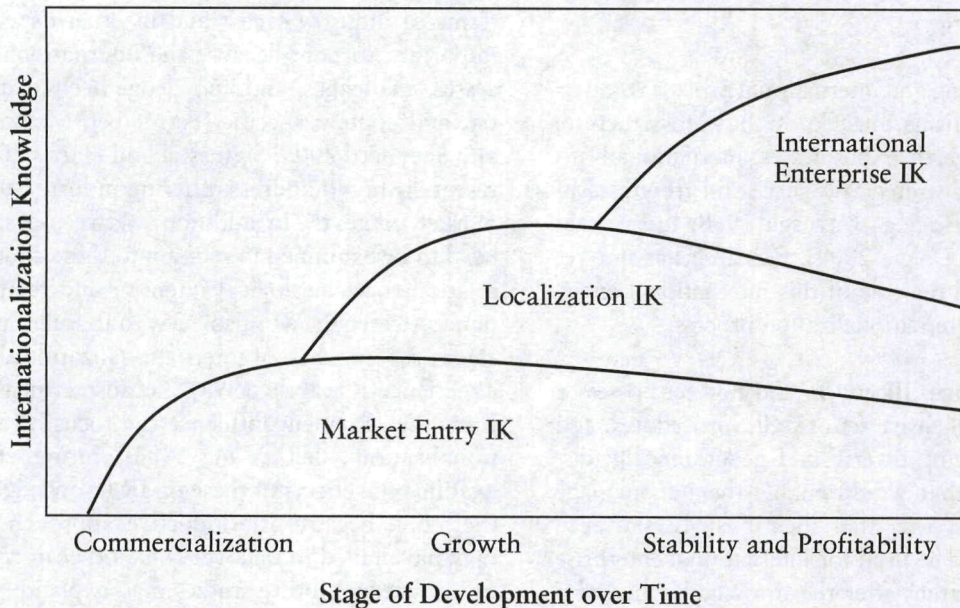 Internationalization Knowledge
International
Enterprise IK
Localization IK
Market Entry IK
Commercialization Growth Stability and Profitability
Stage of Development over Time